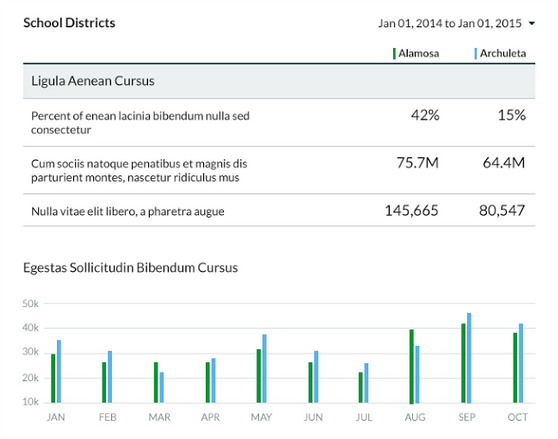 School Districts
Jan 01, 2014 to Jan 01, 2015
Alamosa Archuleta
Ligula Aenean Cursus
Percent of enean lacinia bibendum nulla sed 42% 15%
consectetur
Cum sociis natoque penatibus et magnis dis 75.7M 64.4M
parturient montes, nascetur ridiculus mus
Nulla vitae elit libero, a pharetra augue 145,665 80,547
Egestas Sollicitudin Bibendum Cursus
50k
40k
30k
20k
10k
JAN FEB MAR APR MAY JUN JUL AUG SEP OCT